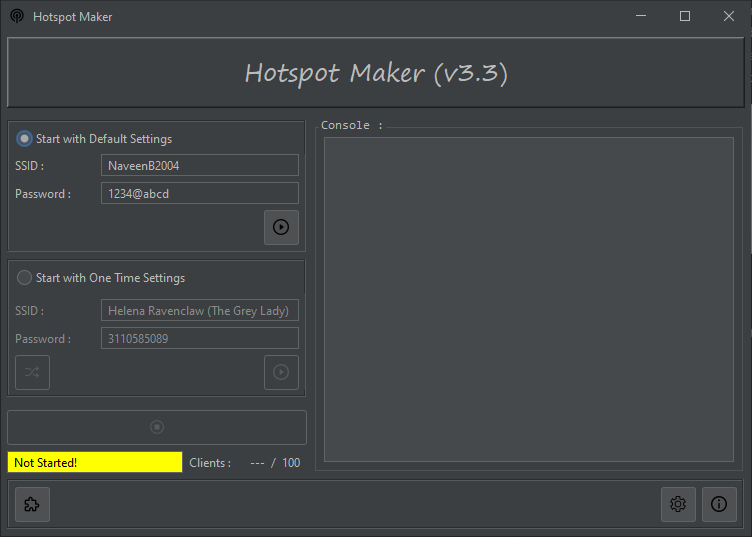 Hotspot Maker
Hotspot Maker (v3.3)
Start with Default Settings
SSID :
NaveenB2004
Password :
1234@abcd
Start with One Time Settings
SSID :
Helena Ravenclaw (The Grey Lady)
Password :
3110585089
Not Started!
Clients :
--- / 100
Console :